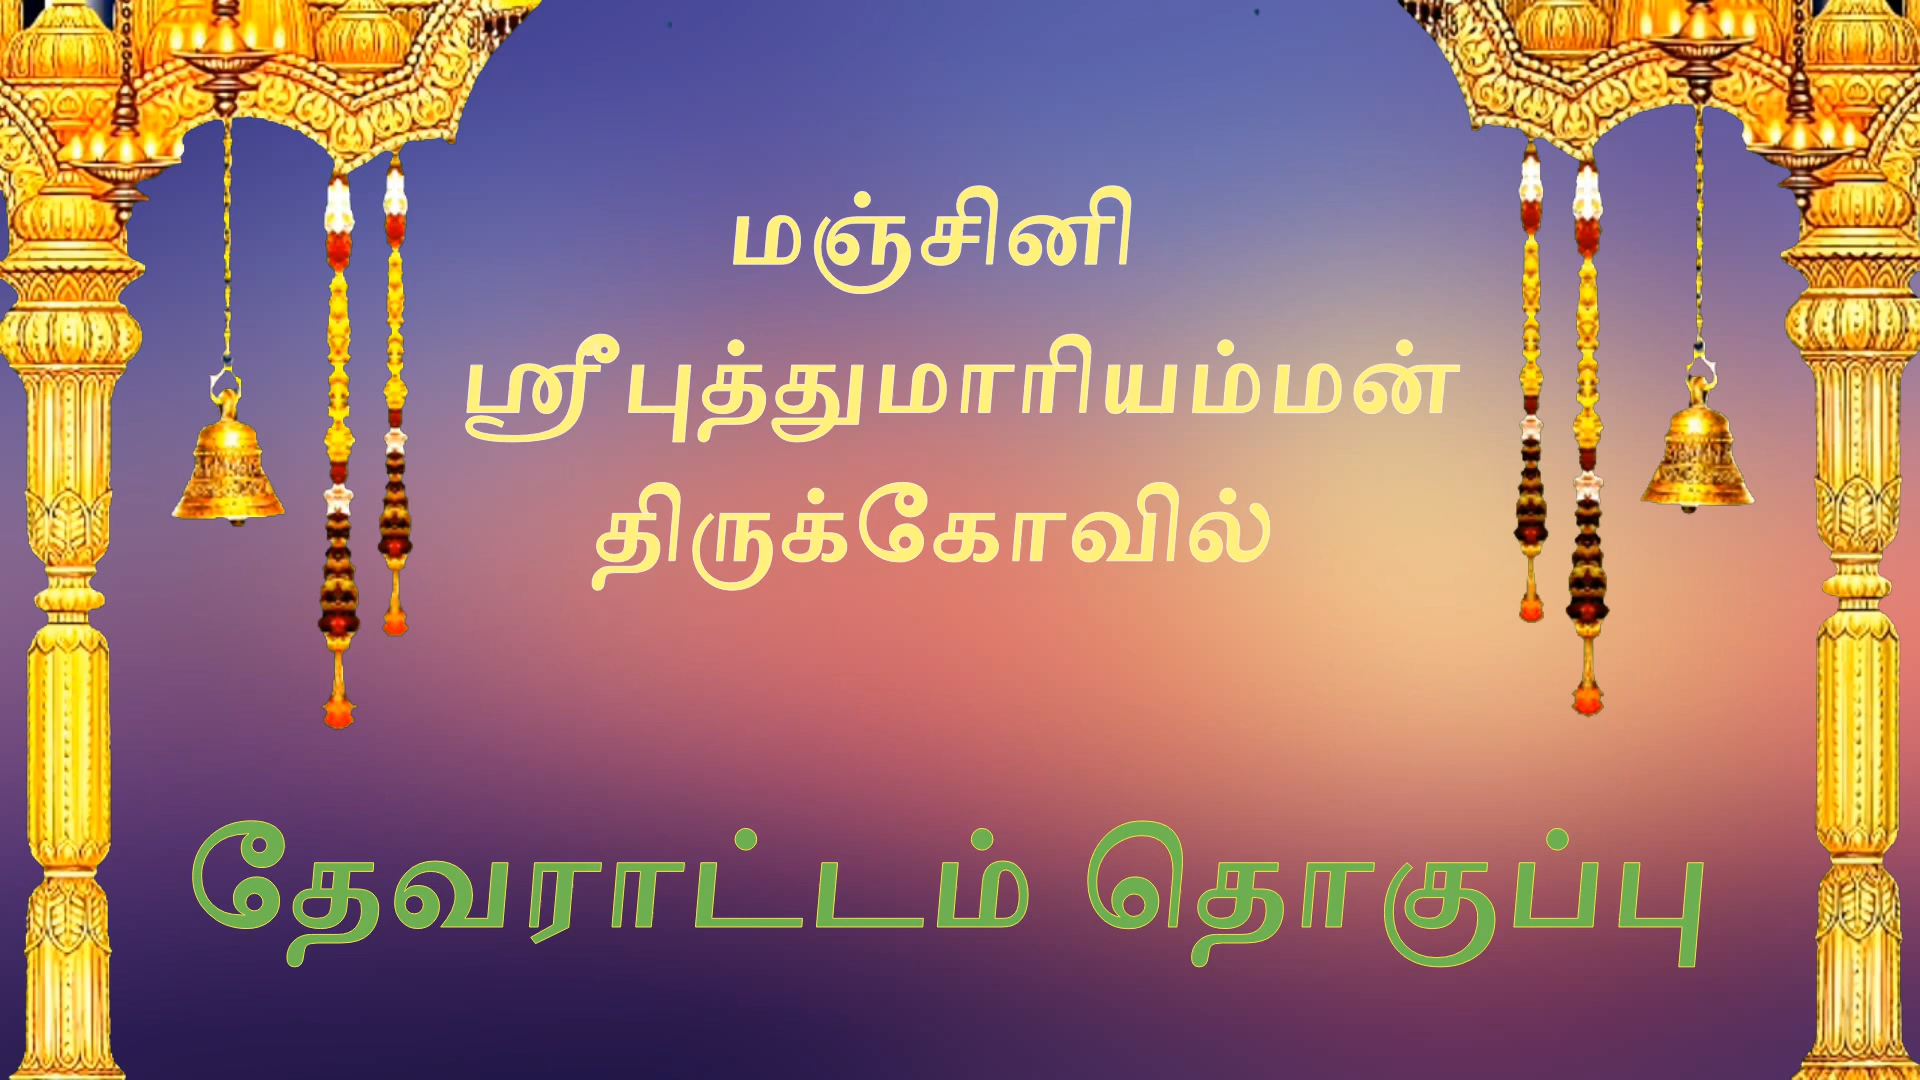 மஞ்சினி
ஸ்ரீ புத்துமாரியம்மன்
திருக்கோவில்
தேவராட்டம் தொகுப்பு